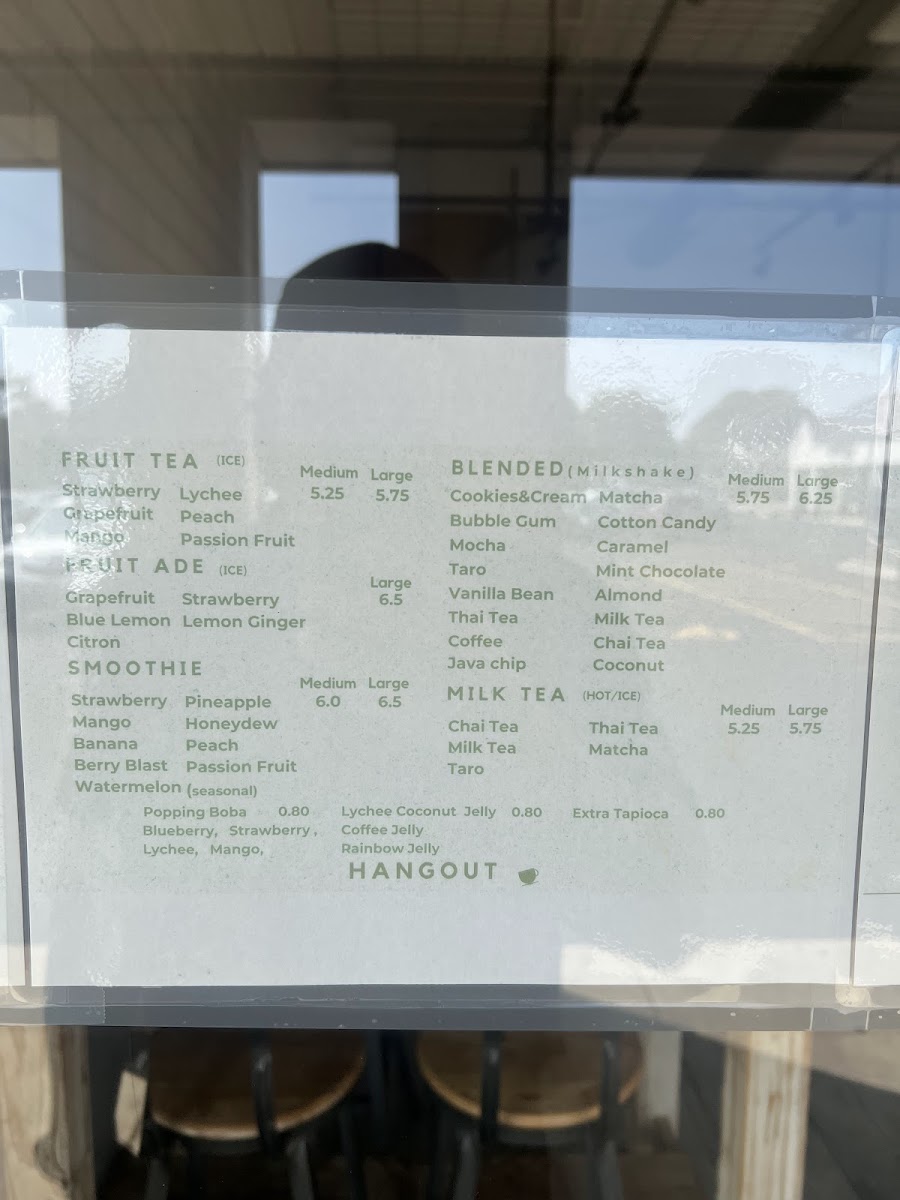 FRUIT TEA (ICE)
Medium Large
Strawberry Lychee 5.25 5.75
Grapefruit Peach
Mango Passion Fruit
FRUIT ADE (ICE)
Large
Grapefruit Strawberry 6.5
Blue Lemon Lemon Ginger
Citron
SMOOTHIE
Medium Large
Strawberry Pineapple 6.0 6.5
Mango Honeydew
Banana Peach
Berry Blast Passion Fruit
Watermelon (seasonal)
BLENDED (Milkshake)
Medium Large
Cookies&Cream Matcha 5.75 6.25
Bubble Gum Cotton Candy
Mocha Caramel
Taro Mint Chocolate
Vanilla Bean Almond
Thai Tea Milk Tea
Coffee Chai Tea
Java chip Coconut
MILK TEA (HOT/ICE)
Medium Large
Chai Tea Thai Tea 5.25 5.75
Milk Tea Matcha
Taro
Popping Boba 0.80 Lychee Coconut Jelly 0.80 Extra Tapioca 0.80
Blueberry, Strawberry, Coffee Jelly
Lychee, Mango, Rainbow Jelly
HANGOUT